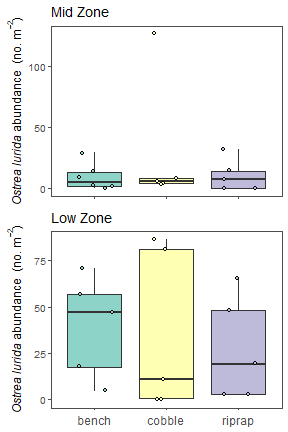 Mid Zone
Ostrea lurida abundance (no. m⁻²)
100
50
0
Low Zone
Ostrea lurida abundance (no. m⁻²)
75
50
25
0
bench cobble riprap